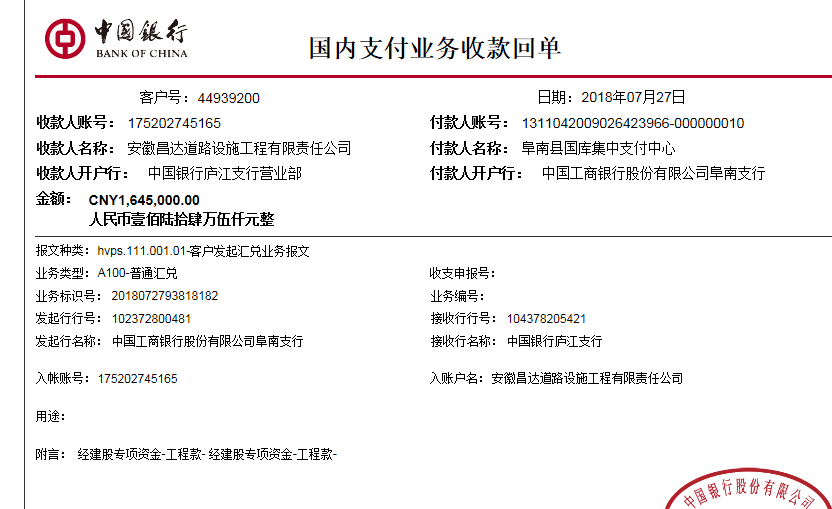 中國銀行
BANK OF CHINA
国内支付业务收款回单
客户号：44939200 日期：2018年07月27日
收款人账号：175202745165 付款人账号：1311042009026423966-000000010
收款人名称：安徽昌达道路设施工程有限责任公司 付款人名称：阜南县国库集中支付中心
收款人开户行：中国银行庐江支行营业部 付款人开户行：中国工商银行股份有限公司阜南支行
金额：CNY1,645,000.00
人民币壹佰陆拾肆万伍仟元整
报文种类：hvps.111.001.01-客户发起汇兑业务报文
业务类型：A100-普通汇兑 收支申报号：
业务标识号：2018072793818182 业务编号：
发起行行号：102372800481 接收行行号：104378205421
发起行名称：中国工商银行股份有限公司阜南支行 接收行名称：中国银行庐江支行
入帐账号：175202745165 入账户名：安徽昌达道路设施工程有限责任公司
用途：
附言：经建股专项资金-工程款- 经建股专项资金-工程款-
中国银行股份有限公司